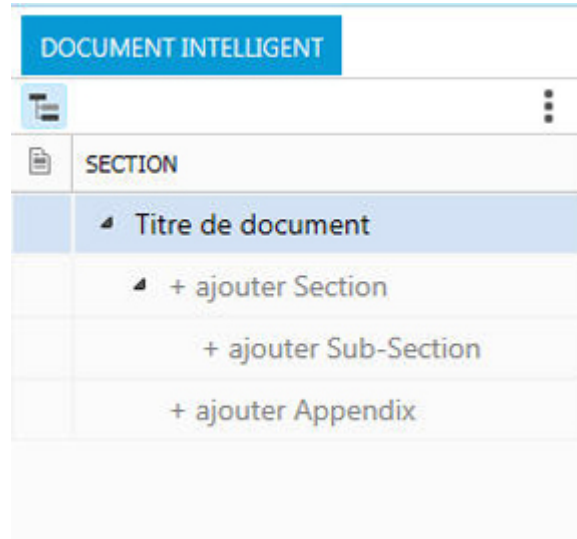 DOCUMENT INTELLIGENT
SECTION
Titre de document
+ ajouter Section
+ ajouter Sub-Section
+ ajouter Appendix